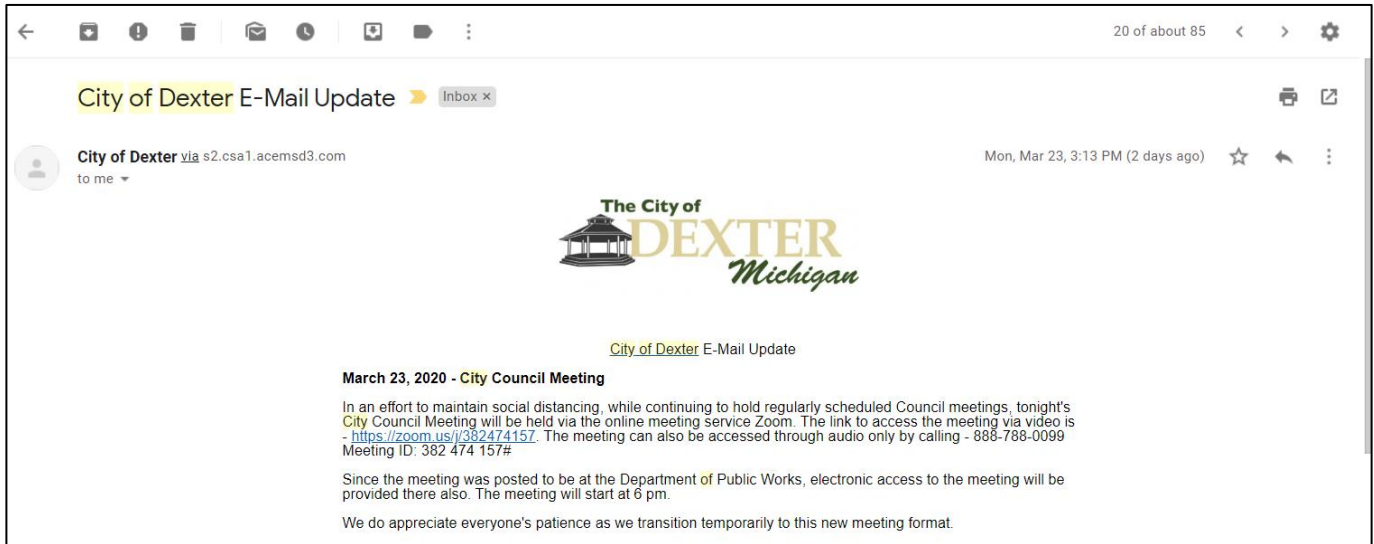 20 of about 85
City of Dexter E-Mail Update
Inbox ×
City of Dexter via s2.csa1.acemsd3.com
Mon, Mar 23, 3:13 PM (2 days ago)
to me
The City of
DEXTER
Michigan
City of Dexter E-Mail Update
March 23, 2020 - City Council Meeting
In an effort to maintain social distancing, while continuing to hold regularly scheduled Council meetings, tonight's
City Council Meeting will be held via the online meeting service Zoom. The link to access the meeting via video is
- https://zoom.us/j/382474157. The meeting can also be accessed through audio only by calling - 888-788-0099
Meeting ID: 382 474 157#
Since the meeting was posted to be at the Department of Public Works, electronic access to the meeting will be
provided there also. The meeting will start at 6 pm.
We do appreciate everyone's patience as we transition temporarily to this new meeting format.